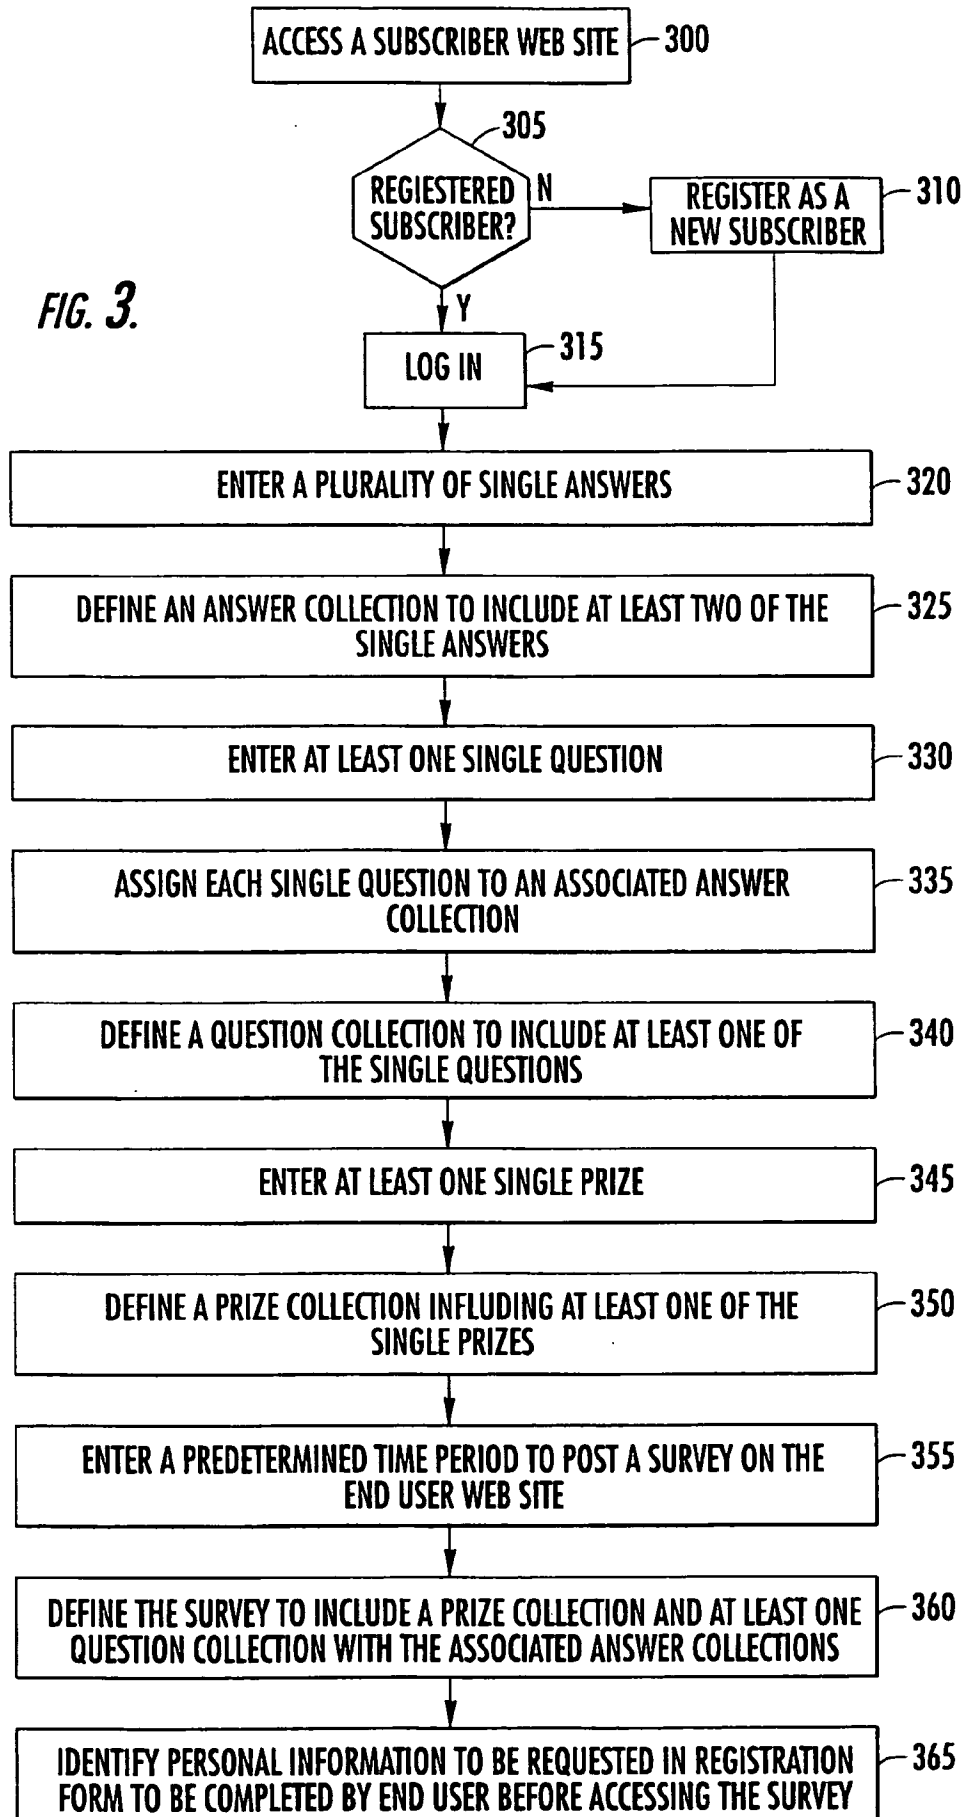 ACCESS A SUBSCRIBER WEB SITE
300
305
REGIESTERED
SUBSCRIBER?
N
REGISTER AS A
NEW SUBSCRIBER
310
FIG. 3.
Y
LOG IN
315
ENTER A PLURALITY OF SINGLE ANSWERS
320
DEFINE AN ANSWER COLLECTION TO INCLUDE AT LEAST TWO OF THE
SINGLE ANSWERS
325
ENTER AT LEAST ONE SINGLE QUESTION
330
ASSIGN EACH SINGLE QUESTION TO AN ASSOCIATED ANSWER
COLLECTION
335
DEFINE A QUESTION COLLECTION TO INCLUDE AT LEAST ONE OF
THE SINGLE QUESTIONS
340
ENTER AT LEAST ONE SINGLE PRIZE
345
DEFINE A PRIZE COLLECTION INFLUDING AT LEAST ONE OF THE
SINGLE PRIZES
350
ENTER A PREDETERMINED TIME PERIOD TO POST A SURVEY ON THE
END USER WEB SITE
355
DEFINE THE SURVEY TO INCLUDE A PRIZE COLLECTION AND AT LEAST ONE
QUESTION COLLECTION WITH THE ASSOCIATED ANSWER COLLECTIONS
360
IDENTIFY PERSONAL INFORMATION TO BE REQUESTED IN REGISTRATION
FORM TO BE COMPLETED BY END USER BEFORE ACCESSING THE SURVEY
365